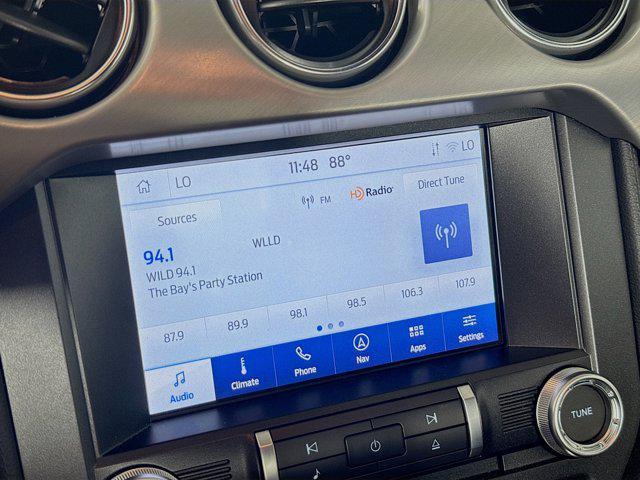 LO 11:48 88° LO
Sources FM HD Radio Direct Tune
94.1 WLLD
WILD 94.1
The Bay's Party Station
87.9 89.9 98.1 98.5 106.3 107.9
Audio Climate Phone Nav Apps Settings
TUNE